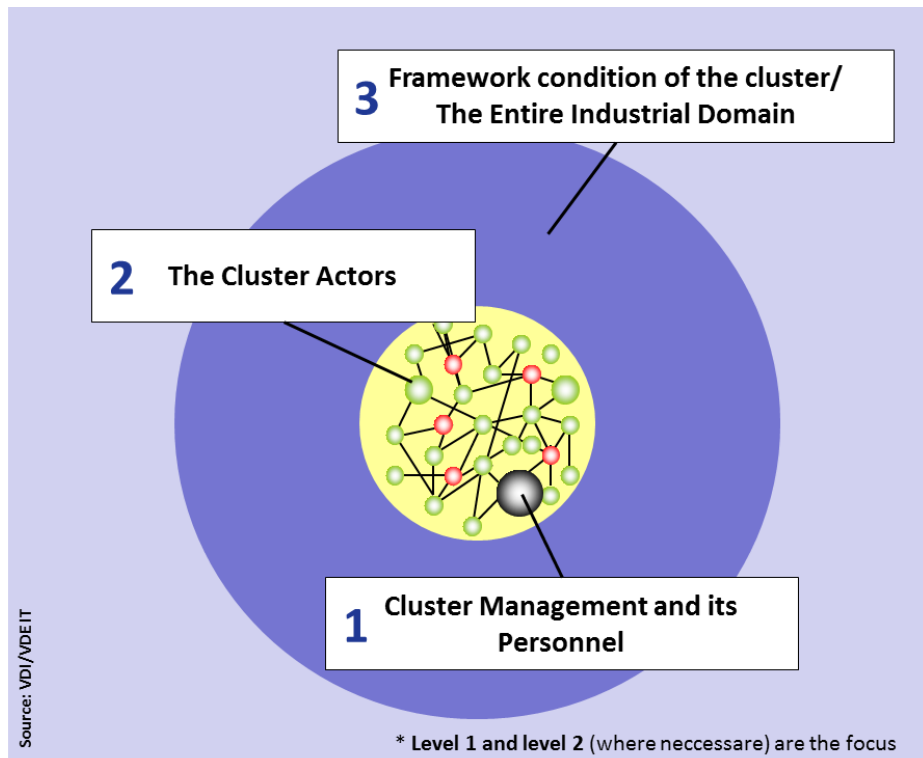 3 Framework condition of the cluster/
The Entire Industrial Domain
2 The Cluster Actors
1 Cluster Management and its
Personnel
Source: VDI/VDE IT
* Level 1 and level 2 (where neccessare) are the focus